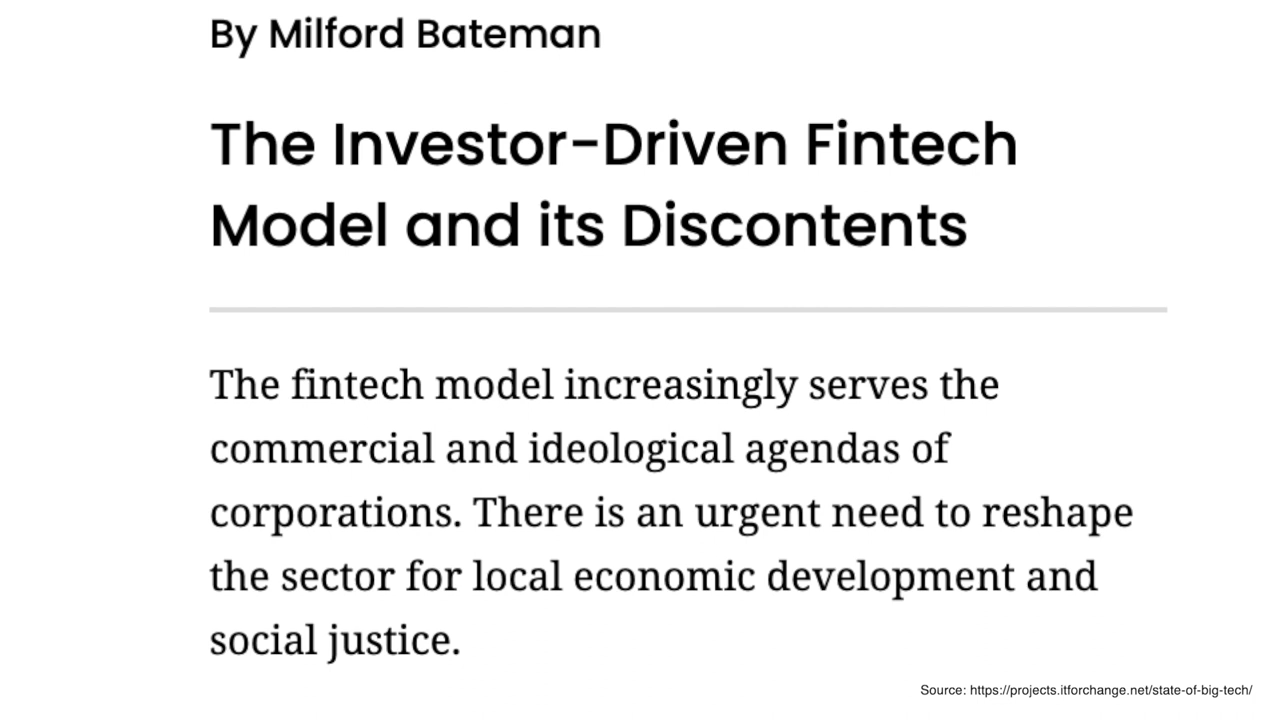 By Milford Bateman
The Investor-Driven Fintech
Model and its Discontents
The fintech model increasingly serves the
commercial and ideological agendas of
corporations. There is an urgent need to reshape
the sector for local economic development and
social justice.
Source: https://projects.itforchange.net/state-of-big-tech/